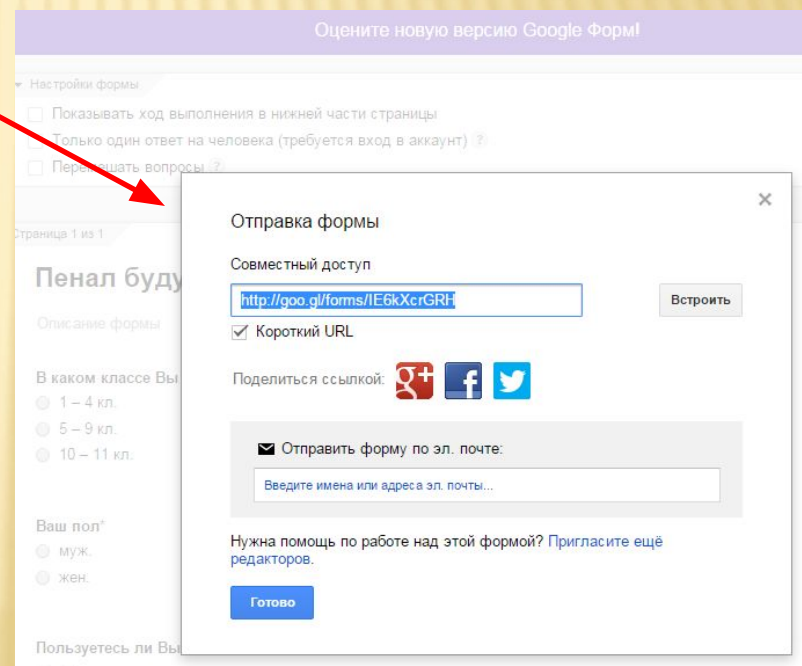 Оцените новую версию Google Форм!
Настройки формы
Показывать ход выполнения в нижней части страницы
Только один ответ на человека (требуется вход в аккаунт) ?
Перемешать вопросы ?
Страница 1 из 1
Отправка формы
Совместный доступ
http://goo.gl/forms/IE6kXcrGRH
Встроить
Короткий URL
Поделиться ссылкой:
Отправить форму по эл. почте:
Введите имена или адреса эл. почты...
Нужна помощь по работе над этой формой? Пригласите ещё
редакторов.
Готово
Пенал буду
Описание формы
В каком классе Вы
1 – 4 кл.
5 – 9 кл.
10 – 11 кл.
Ваш пол*
муж.
жен.
Пользуетесь ли Вы